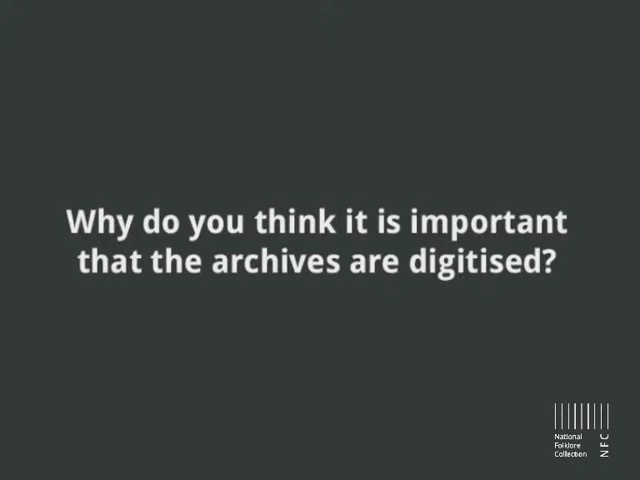 Why do you think it is important
that the archives are digitised?
National
Folklore
Collection
NFC